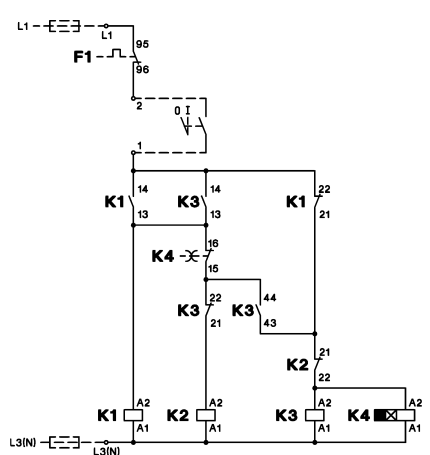 L1
L1
95
F1
96
2
O I
1
14 14 22
K1 K3 K1
13 13 21
16
K4
15
22 44
K3 K3
21 43
21
K2
22
A2 A2 A2 A2
K1 K2 K3 K4
A1 A1 A1 A1
L3(N)
L3(N)